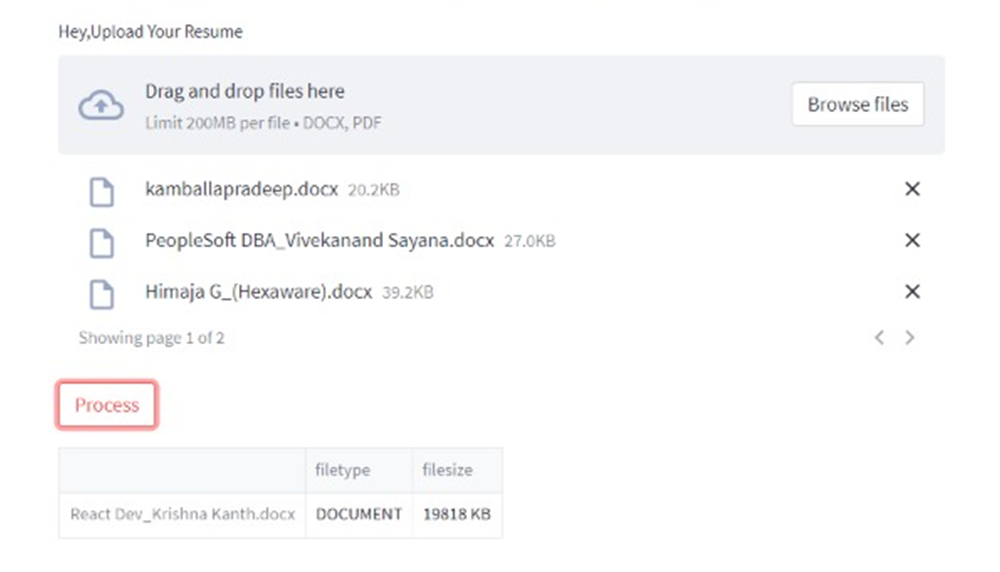 Hey,Upload Your Resume
Drag and drop files here
Limit 200MB per file • DOCX, PDF
Browse files
kamballapradeep.docx 20.2KB
PeopleSoft DBA_Vivekanand Sayana.docx 27.0KB
Himaja G_(Hexaware).docx 39.2KB
Showing page 1 of 2
Process
filetype filesize
React Dev_Krishna Kanth.docx DOCUMENT 19818 KB